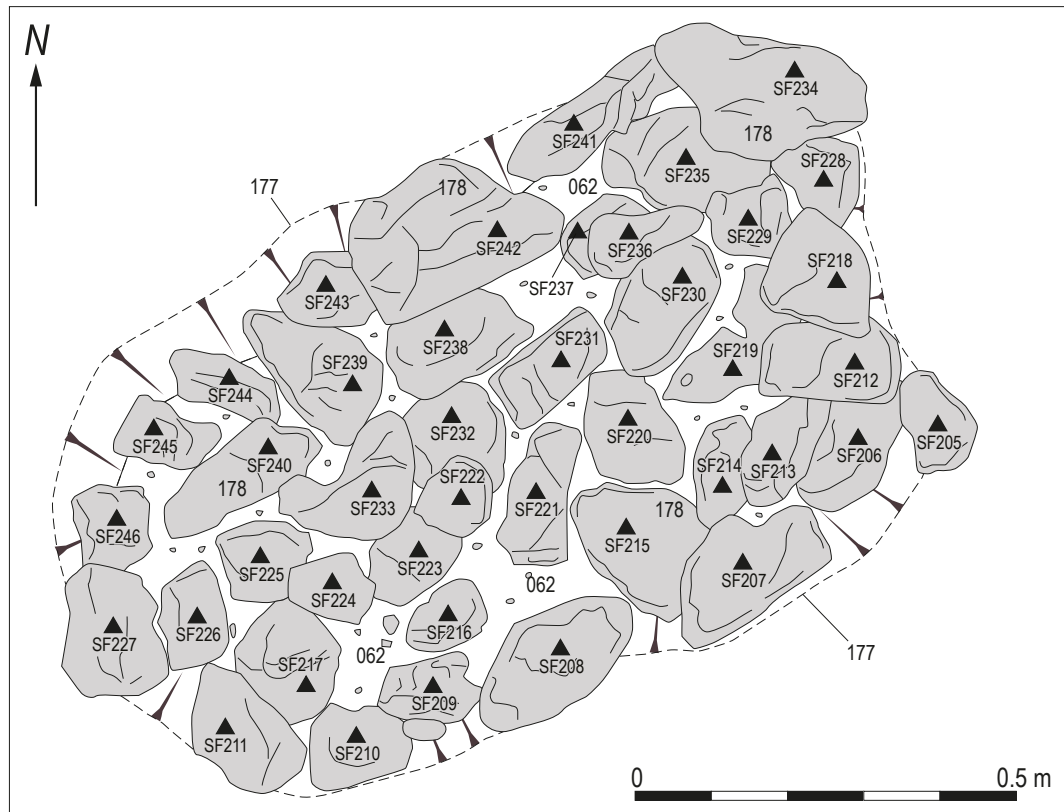 N
SF234
178
SF241
SF228
SF235
178
062
177
SF229
SF236
SF242
SF218
SF237
SF230
SF243
SF231
SF238
SF219
SF239
SF212
SF244
SF205
SF232
SF220
SF245
SF240
SF206
SF213
SF214
SF222
178
SF233
178
SF221
SF246
SF215
SF225
SF223
SF207
062
SF224
SF216
SF226
SF227
062
SF217
SF208
177
SF209
SF211
SF210
0
0.5 m